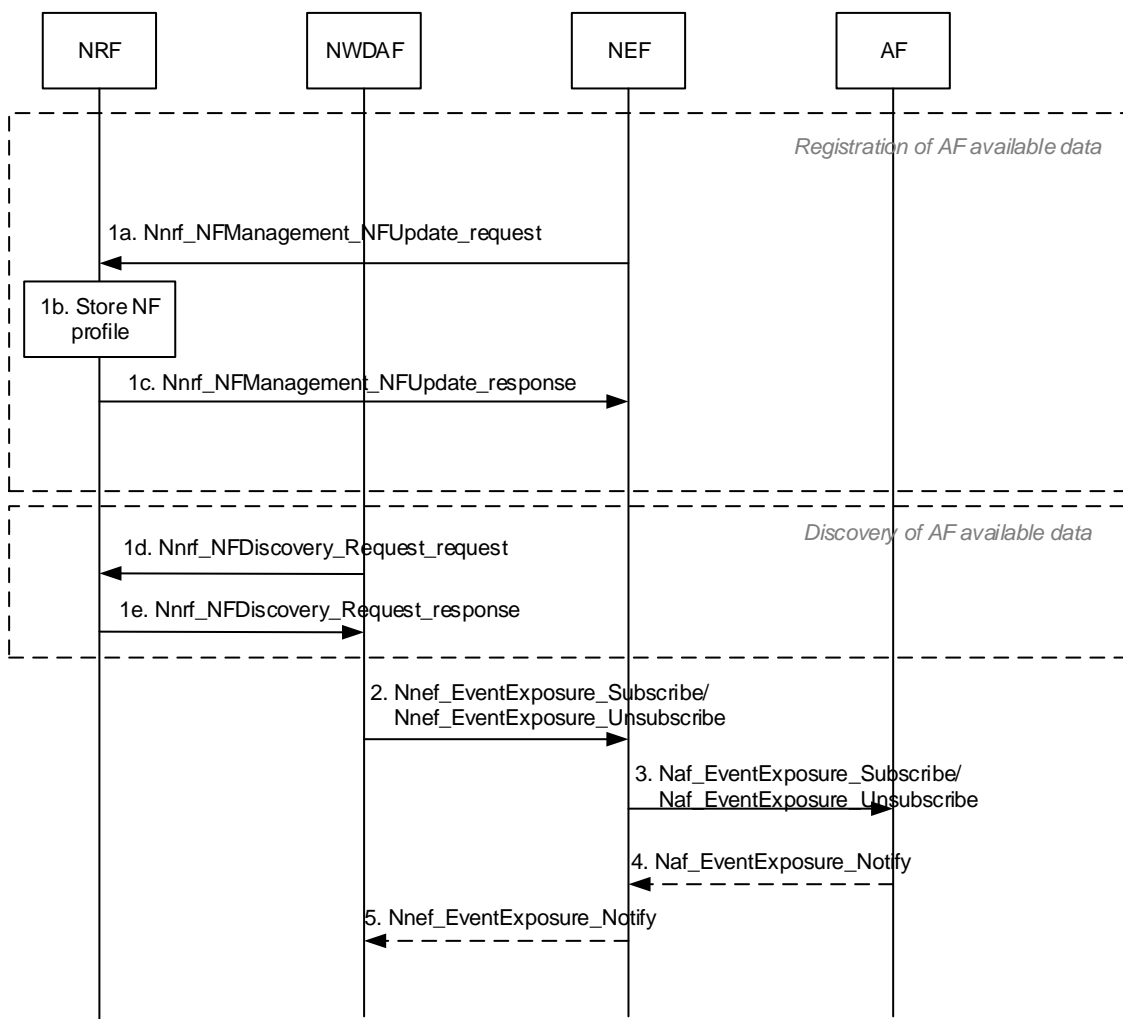 NRF
NWDAF
NEF
AF
Registration of AF available data
1a. Nnrf_NFManagement_NFUpdate_request
1b. Store NF
profile
1c. Nnrf_NFManagement_NFUpdate_response
Discovery of AF available data
1d. Nnrf_NFDiscovery_Request_request
1e. Nnrf_NFDiscovery_Request_response
2. Nnef_EventExposure_Subscribe/
Nnef_EventExposure_Unsubscribe
3. Naf_EventExposure_Subscribe/
Naf_EventExposure_Unsubscribe
4. Naf_EventExposure_Notify
5. Nnef_EventExposure_Notify